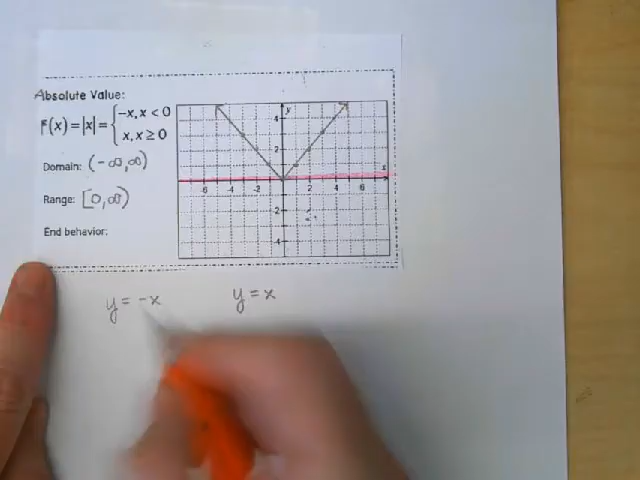 Absolute Value:
f(x) = |x| = { -x, x < 0
x, x ≥ 0
Domain: (-∞, ∞)
Range: [0, ∞)
End behavior:
y
x
4
2
-2
-4
-6 -4 -2 2 4 6
y = -x y = x